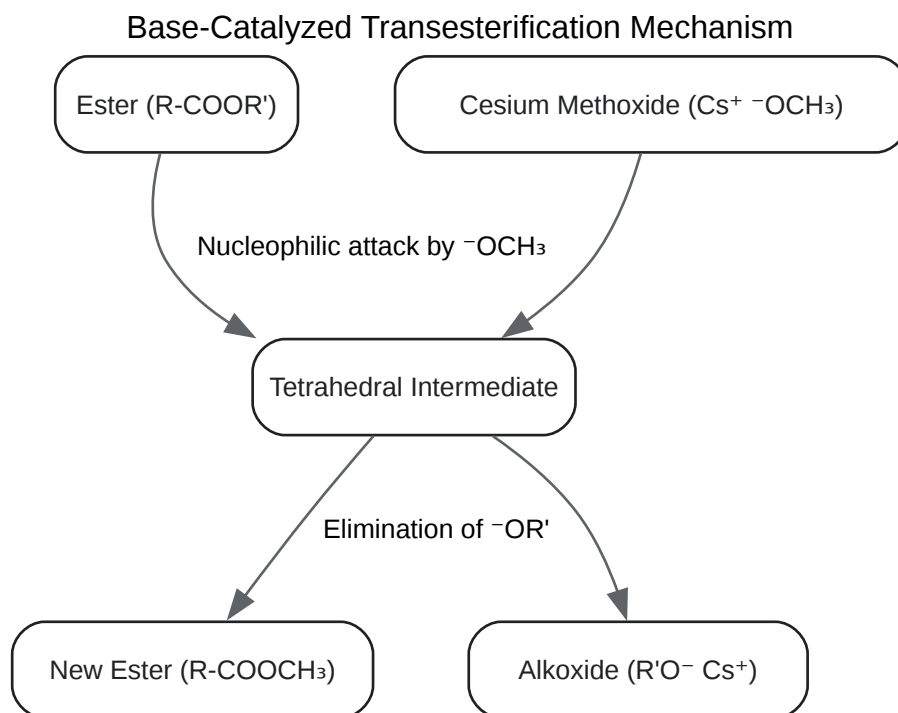 Base-Catalyzed Transesterification Mechanism
Ester (R-COOR')
Cesium Methoxide (Cs⁺ ⁻OCH₃)
Nucleophilic attack by ⁻OCH₃
Tetrahedral Intermediate
Elimination of ⁻OR'
New Ester (R-COOCH₃)
Alkoxide (R'O⁻ Cs⁺)